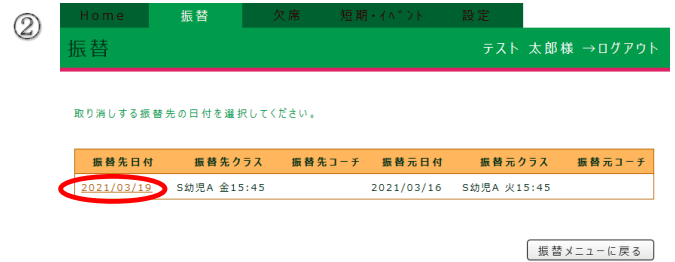 ②
Home 振替 欠席 短期・ｲﾍﾞﾝﾄ 設定
振替 テスト 太郎様 →ログアウト
取り消しする振替先の日付を選択してください。
振替先日付 振替先クラス 振替先コーチ 振替元日付 振替元クラス 振替元コーチ
2021/03/19 S幼児A 金15:45 2021/03/16 S幼児A 火15:45
振替メニューに戻る